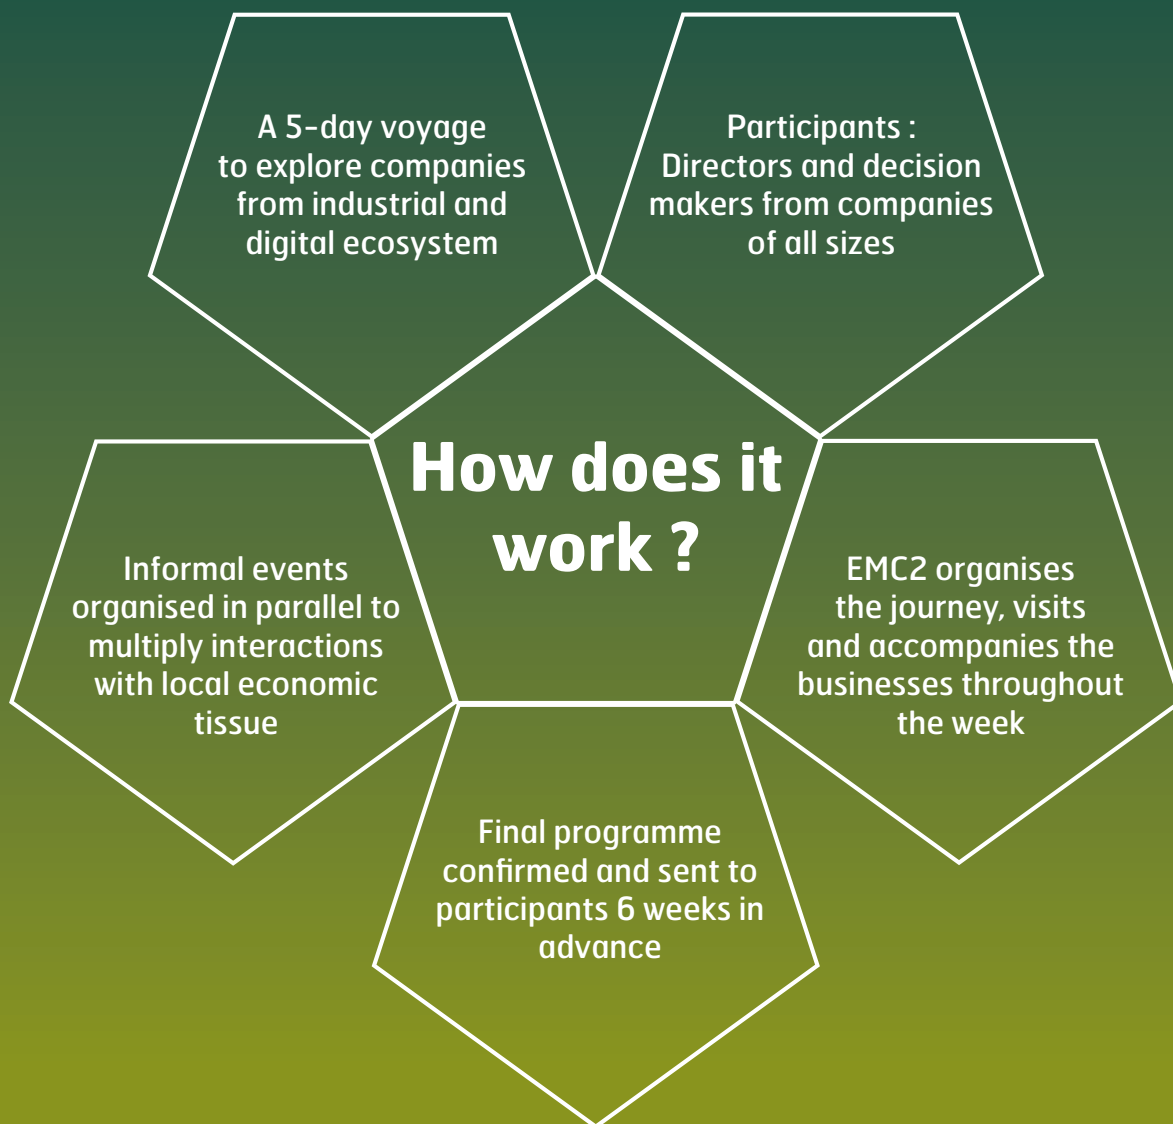 A 5-day voyage
to explore companies
from industrial and
digital ecosystem
Participants :
Directors and decision
makers from companies
of all sizes
How does it
work ?
Informal events
organised in parallel to
multiply interactions
with local economic
tissue
EMC2 organises
the journey, visits
and accompanies the
businesses throughout
the week
Final programme
confirmed and sent to
participants 6 weeks in
advance